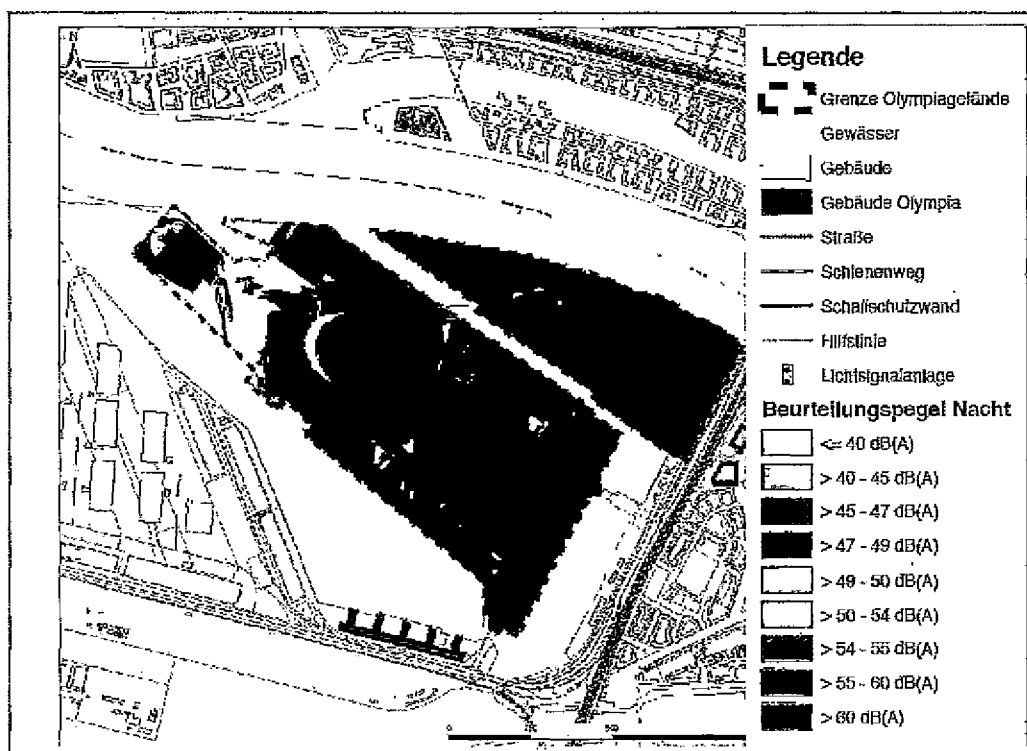 N
Legende
Grenze Olympiagelände
Gewässer
Gebäude
Gebäude Olympia
Straße
Schienenweg
Schallschutzwand
Hilfslinie
Lichtsignalanlage
Beurteilungspegel Nacht
<= 40 dB(A)
> 40 - 45 dB(A)
> 45 - 47 dB(A)
> 47 - 49 dB(A)
> 49 - 50 dB(A)
> 50 - 54 dB(A)
> 54 - 55 dB(A)
> 55 - 60 dB(A)
> 60 dB(A)
0